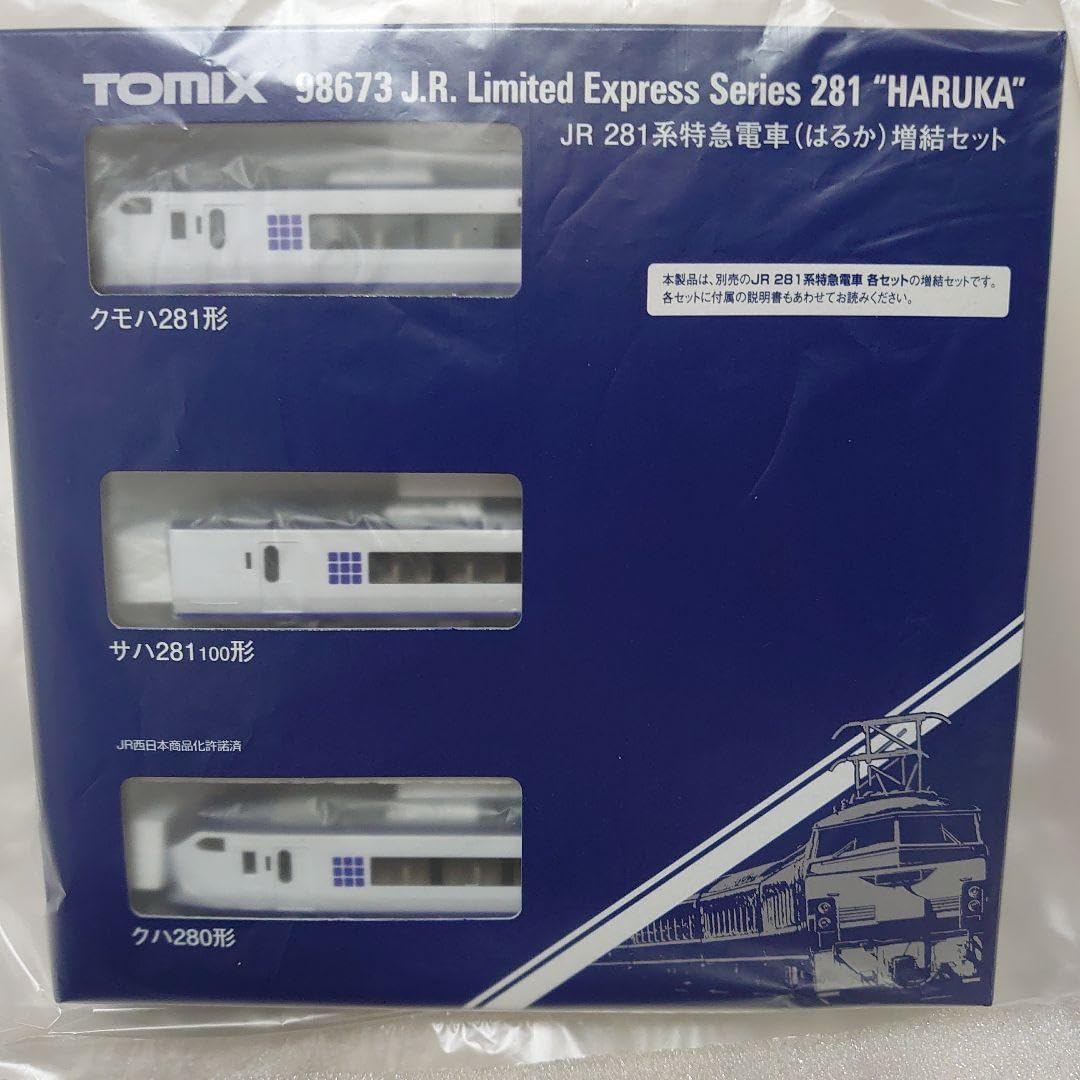 TOMIX 98673 J.R. Limited Express Series 281 "HARUKA"
JR 281系特急電車(はるか)増結セット
本製品は、別売のJR 281系特急電車 各セットの増結セットです。
各セットに付属の説明書もあわせてお読みください。
クモハ281形
サハ281100形
JR西日本商品化許諾済
クハ280形